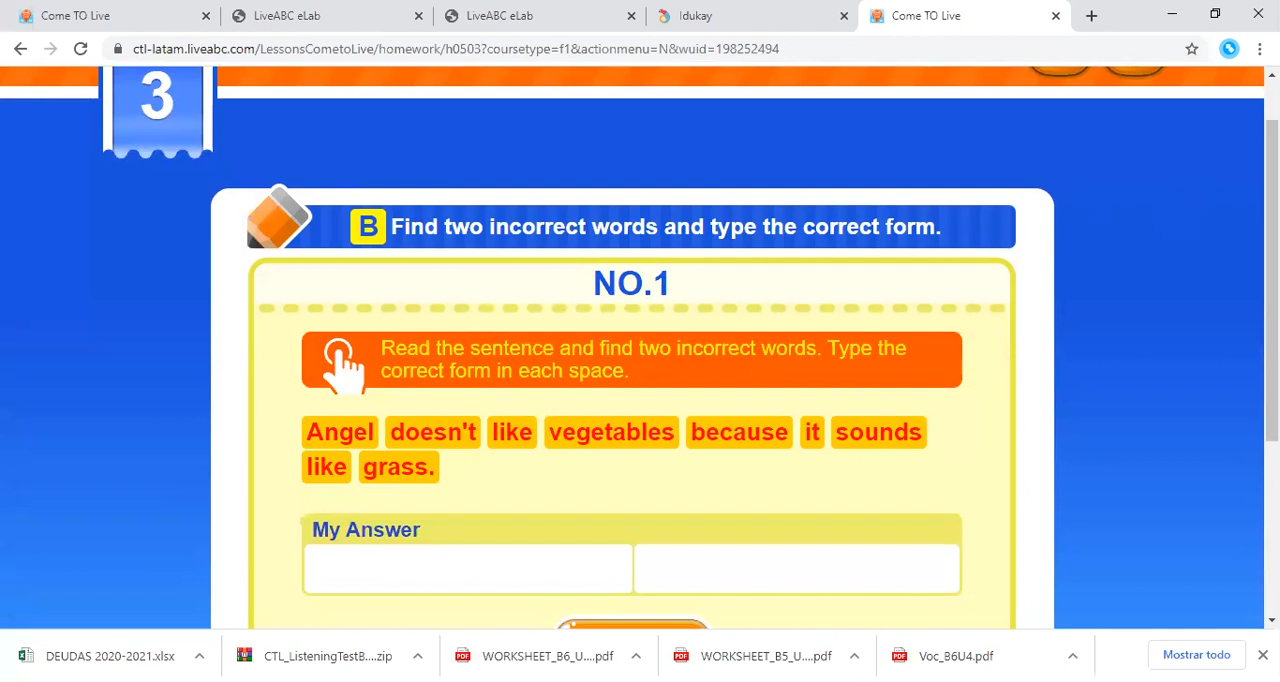 Come TO Live
LiveABC eLab
LiveABC eLab
Idukay
Come TO Live
ctl-latam.liveabc.com/LessonsCometoLive/homework/h0503?coursetype=f1&actionmenu=N&wuid=198252494
3
B Find two incorrect words and type the correct form.
NO.1
Read the sentence and find two incorrect words. Type the
correct form in each space.
Angel doesn't like vegetables because it sounds
like grass.
My Answer
DEUDAS 2020-2021.xlsx
CTL_ListeningTestB....zip
WORKSHEET_B6_U....pdf
WORKSHEET_B5_U....pdf
Voc_B6U4.pdf
Mostrar todo